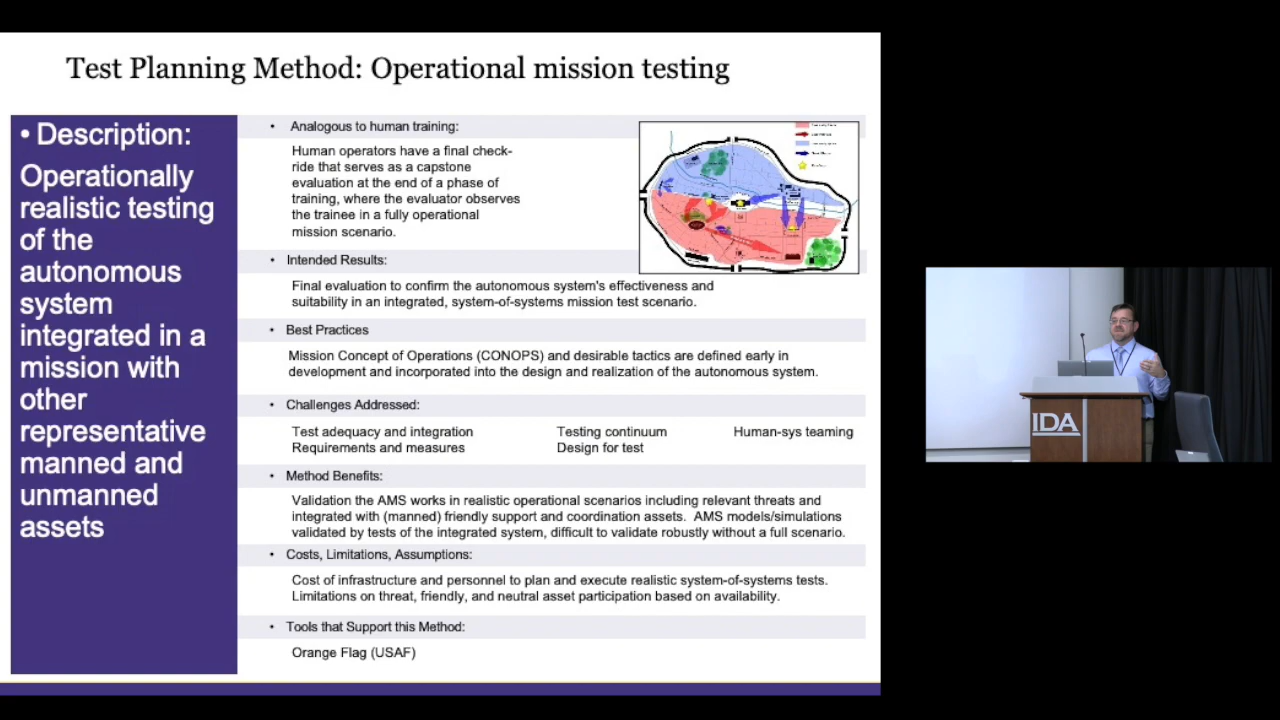 Test Planning Method: Operational mission testing
• Description:
Operationally
realistic testing
of the
autonomous
system
integrated in a
mission with
other
representative
manned and
unmanned
assets
• Analogous to human training:
Human operators have a final check-
ride that serves as a capstone
evaluation at the end of a phase of
training, where the evaluator observes
the trainee in a fully operational
mission scenario.
• Intended Results:
Final evaluation to confirm the autonomous system's effectiveness and
suitability in an integrated, system-of-systems mission test scenario.
• Best Practices
Mission Concept of Operations (CONOPS) and desirable tactics are defined early in
development and incorporated into the design and realization of the autonomous system.
• Challenges Addressed:
Test adequacy and integration Testing continuum Human-sys teaming
Requirements and measures Design for test
• Method Benefits:
Validation the AMS works in realistic operational scenarios including relevant threats and
integrated with (manned) friendly support and coordination assets. AMS models/simulations
validated by tests of the integrated system, difficult to validate robustly without a full scenario.
• Costs, Limitations, Assumptions:
Cost of infrastructure and personnel to plan and execute realistic system-of-systems tests.
Limitations on threat, friendly, and neutral asset participation based on availability.
• Tools that Support this Method:
Orange Flag (USAF)
IDA